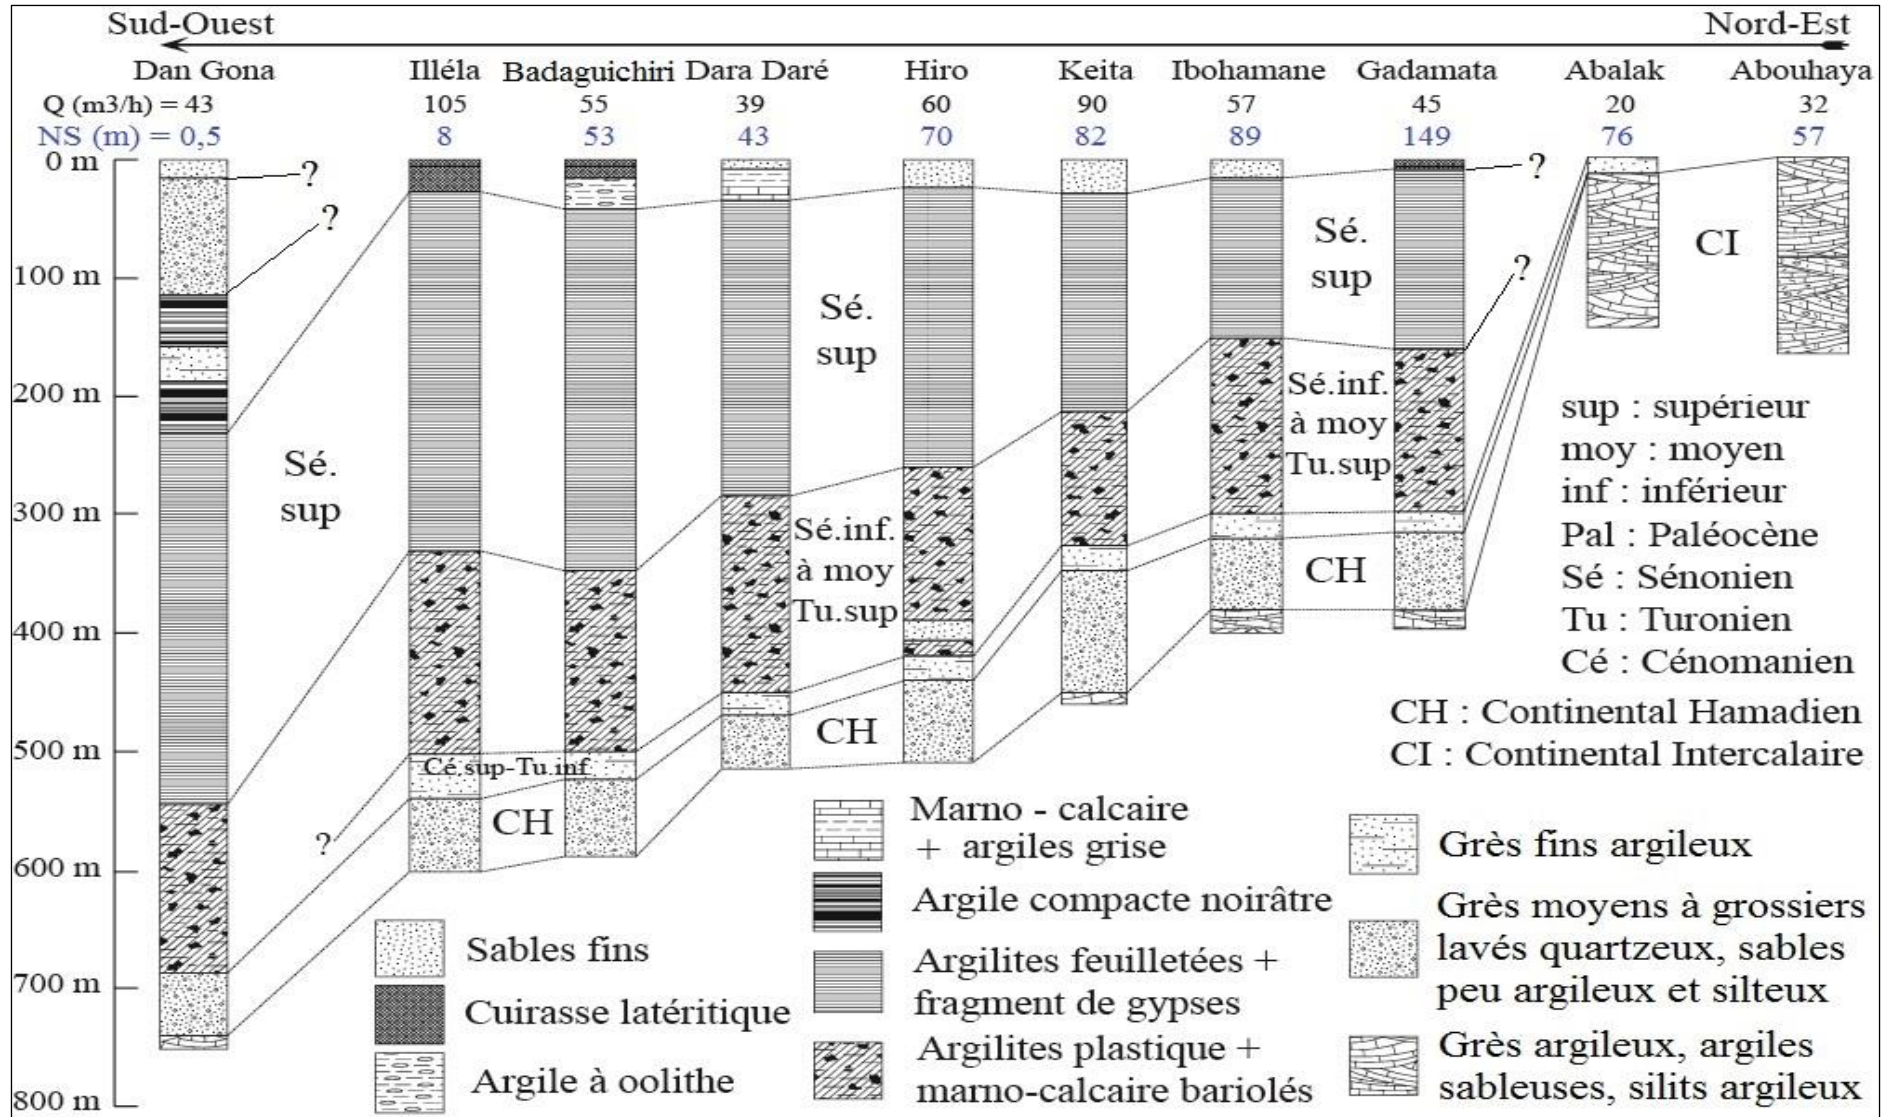 Sud-Ouest Nord-Est
Dan Gona Illéla Badaguichiri Dara Daré Hiro Keita Ibohamane Gadamata Abalak Abouhaya
Q (m3/h) = 43 105 55 39 60 90 57 45 20 32
NS (m) = 0,5 8 53 43 70 82 89 149 76 57
0 m
100 m
200 m
300 m
400 m
500 m
600 m
700 m
800 m
?
?
?
?
?
Sé.
sup
Sé.
sup
Sé.
sup
CI
Sé.inf.
à moy
Tu.sup
Sé.inf.
à moy
Tu.sup
Cé.sup-Tu.inf
CH
CH
CH
sup : supérieur
moy : moyen
inf : inférieur
Pal : Paléocène
Sé : Sénonien
Tu : Turonien
Cé : Cénomanien
CH : Continental Hamadien
CI : Continental Intercalaire
Sables fins
Cuirasse latéritique
Argile à oolithe
Marno - calcaire
+ argiles grise
Argile compacte noirâtre
Argilites feuilletées +
fragment de gypses
Argilites plastique +
marno-calcaire bariolés
Grès fins argileux
Grès moyens à grossiers
lavés quartzeux, sables
peu argileux et silteux
Grès argileux, argiles
sableuses, silits argileux